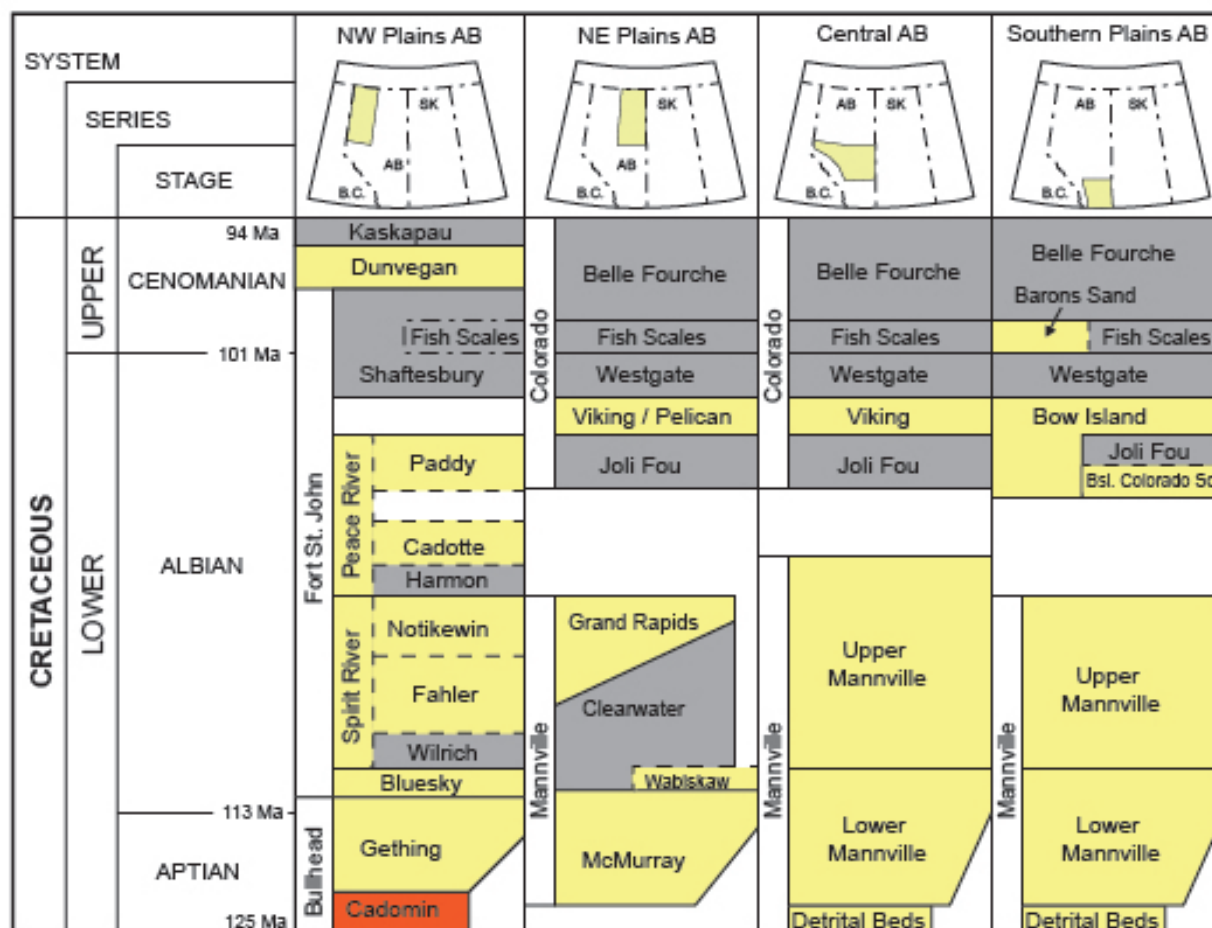 SYSTEM
SERIES
STAGE
NW Plains AB
SK
AB
B.C.
NE Plains AB
SK
AB
B.C.
Central AB
AB
SK
B.C.
Southern Plains AB
AB
SK
B.C.
CRETACEOUS
UPPER
LOWER
94 Ma
CENOMANIAN
101 Ma
ALBIAN
113 Ma
APTIAN
125 Ma
Kaskapau
Dunvegan
Fort St. John
Fish Scales
Shaftesbury
Peace River
Paddy
Cadotte
Harmon
Spirit River
Notikewin
Fahler
Wilrich
Bluesky
Bullhead
Gething
Cadomin
Colorado
Belle Fourche
Fish Scales
Westgate
Viking / Pelican
Joli Fou
Mannville
Grand Rapids
Clearwater
Wabiskaw
McMurray
Colorado
Belle Fourche
Fish Scales
Westgate
Viking
Joli Fou
Mannville
Upper
Mannville
Lower
Mannville
Detrital Beds
Belle Fourche
Barons Sand
Fish Scales
Westgate
Bow Island
Joli Fou
Bsl. Colorado
Mannville
Upper
Mannville
Lower
Mannville
Detrital Beds